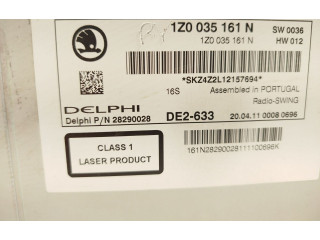 1Z0 035 161 N SW 0036
1Z0 035 161 N HW 012
*SKZ4Z2L12157694*
16S Assembled in PORTUGAL
Radio-SWING
DELPHI DE2-633
Delphi P/N 28290028 20.04.11 0008 0696
CLASS 1
LASER PRODUCT
161N28290028111100696K